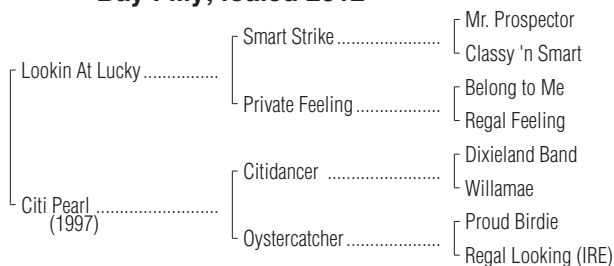 Bay Filly; foaled 2012
Mr. Prospector
Smart Strike
Classy 'n Smart
Lookin At Lucky
Belong to Me
Private Feeling
Regal Feeling
Dixieland Band
Citidancer
Willamae
Citi Pearl
(1997)
Proud Birdie
Oystercatcher
Regal Looking (IRE)